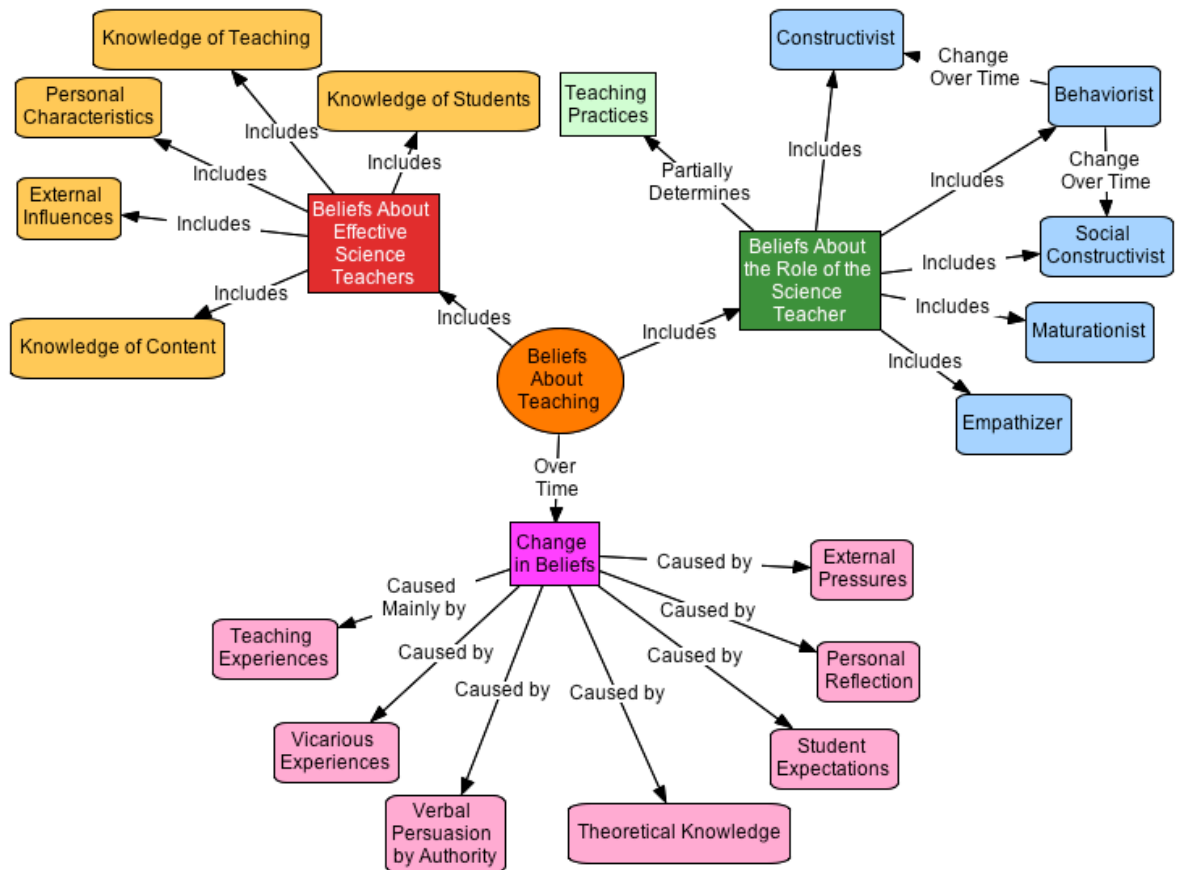 Knowledge of Teaching
Personal
Characteristics
Knowledge of Students
External
Influences
Knowledge of Content
Includes
Includes
Includes
Includes
Includes
Beliefs About
Effective
Science
Teachers
Includes
Beliefs
About
Teaching
Includes
Teaching
Practices
Partially
Determines
Beliefs About
the Role of the
Science
Teacher
Constructivist
Includes
Change
Over Time
Behaviorist
Includes
Change
Over Time
Social
Constructivist
Includes
Includes
Maturationist
Includes
Empathizer
Over
Time
Change
in Beliefs
Caused
Mainly by
Teaching
Experiences
Caused by
Vicarious
Experiences
Caused by
Verbal
Persuasion
by Authority
Caused by
Theoretical Knowledge
Caused by
Student
Expectations
Caused by
Personal
Reflection
Caused by
External
Pressures